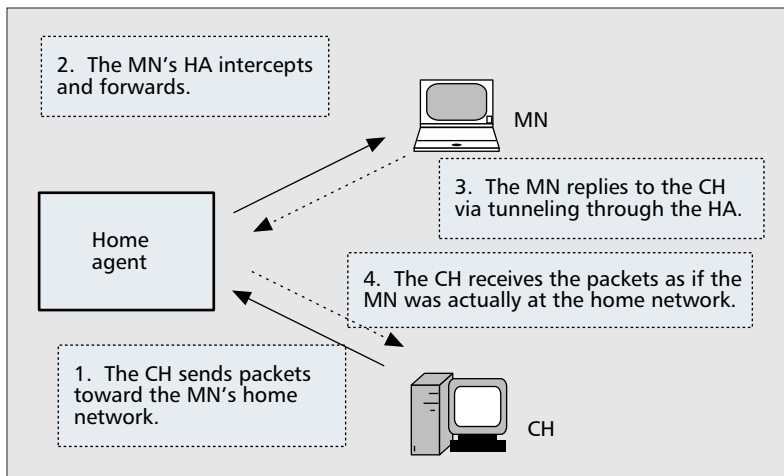 2. The MN's HA intercepts
and forwards.
MN
3. The MN replies to the CH
via tunneling through the HA.
Home
agent
4. The CH receives the packets as if the
MN was actually at the home network.
1. The CH sends packets
toward the MN's home
network.
CH